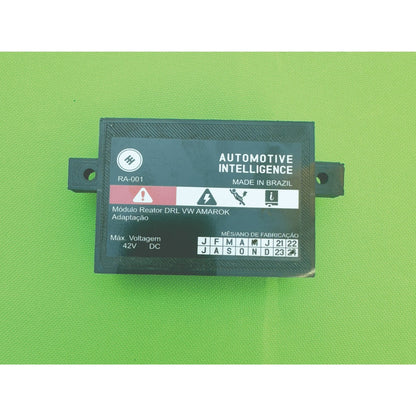 AUTOMOTIVE
INTELLIGENCE
RA-001
MADE IN BRAZIL
Módulo Reator DRL VW AMAROK
Adaptação
Máx. Voltagem
42V DC
MÊS/ANO DE FABRICAÇÃO
J F M A J 21 22
J A S O N D 23